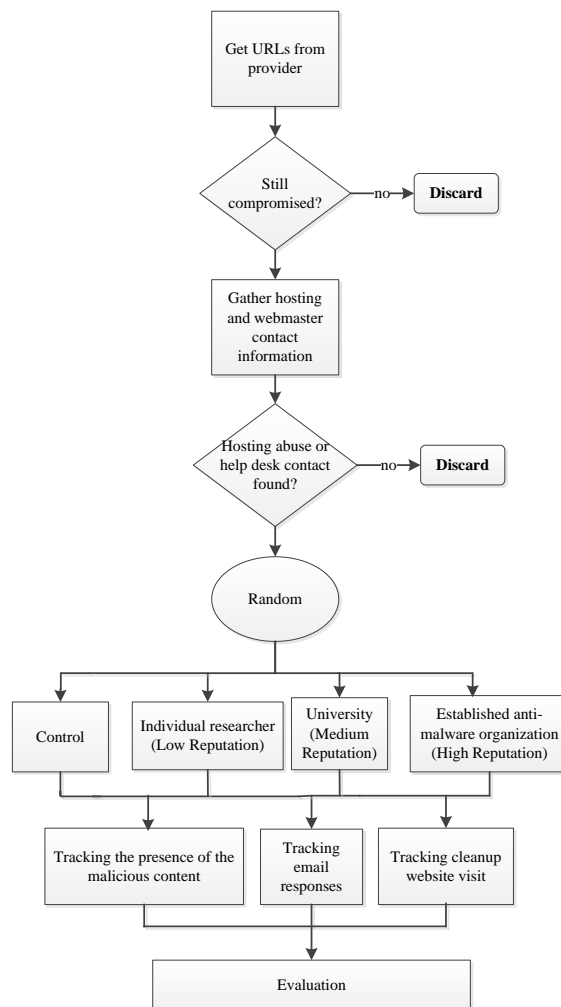 Get URLs from
provider
Still
compromised?
no
Discard
Gather hosting
and webmaster
contact
information
Hosting abuse or
help desk contact
found?
no
Discard
Random
Control
Individual researcher
(Low Reputation)
University
(Medium
Reputation)
Established anti-
malware organization
(High Reputation)
Tracking the presence of the
malicious content
Tracking
email
responses
Tracking cleanup
website visit
Evaluation